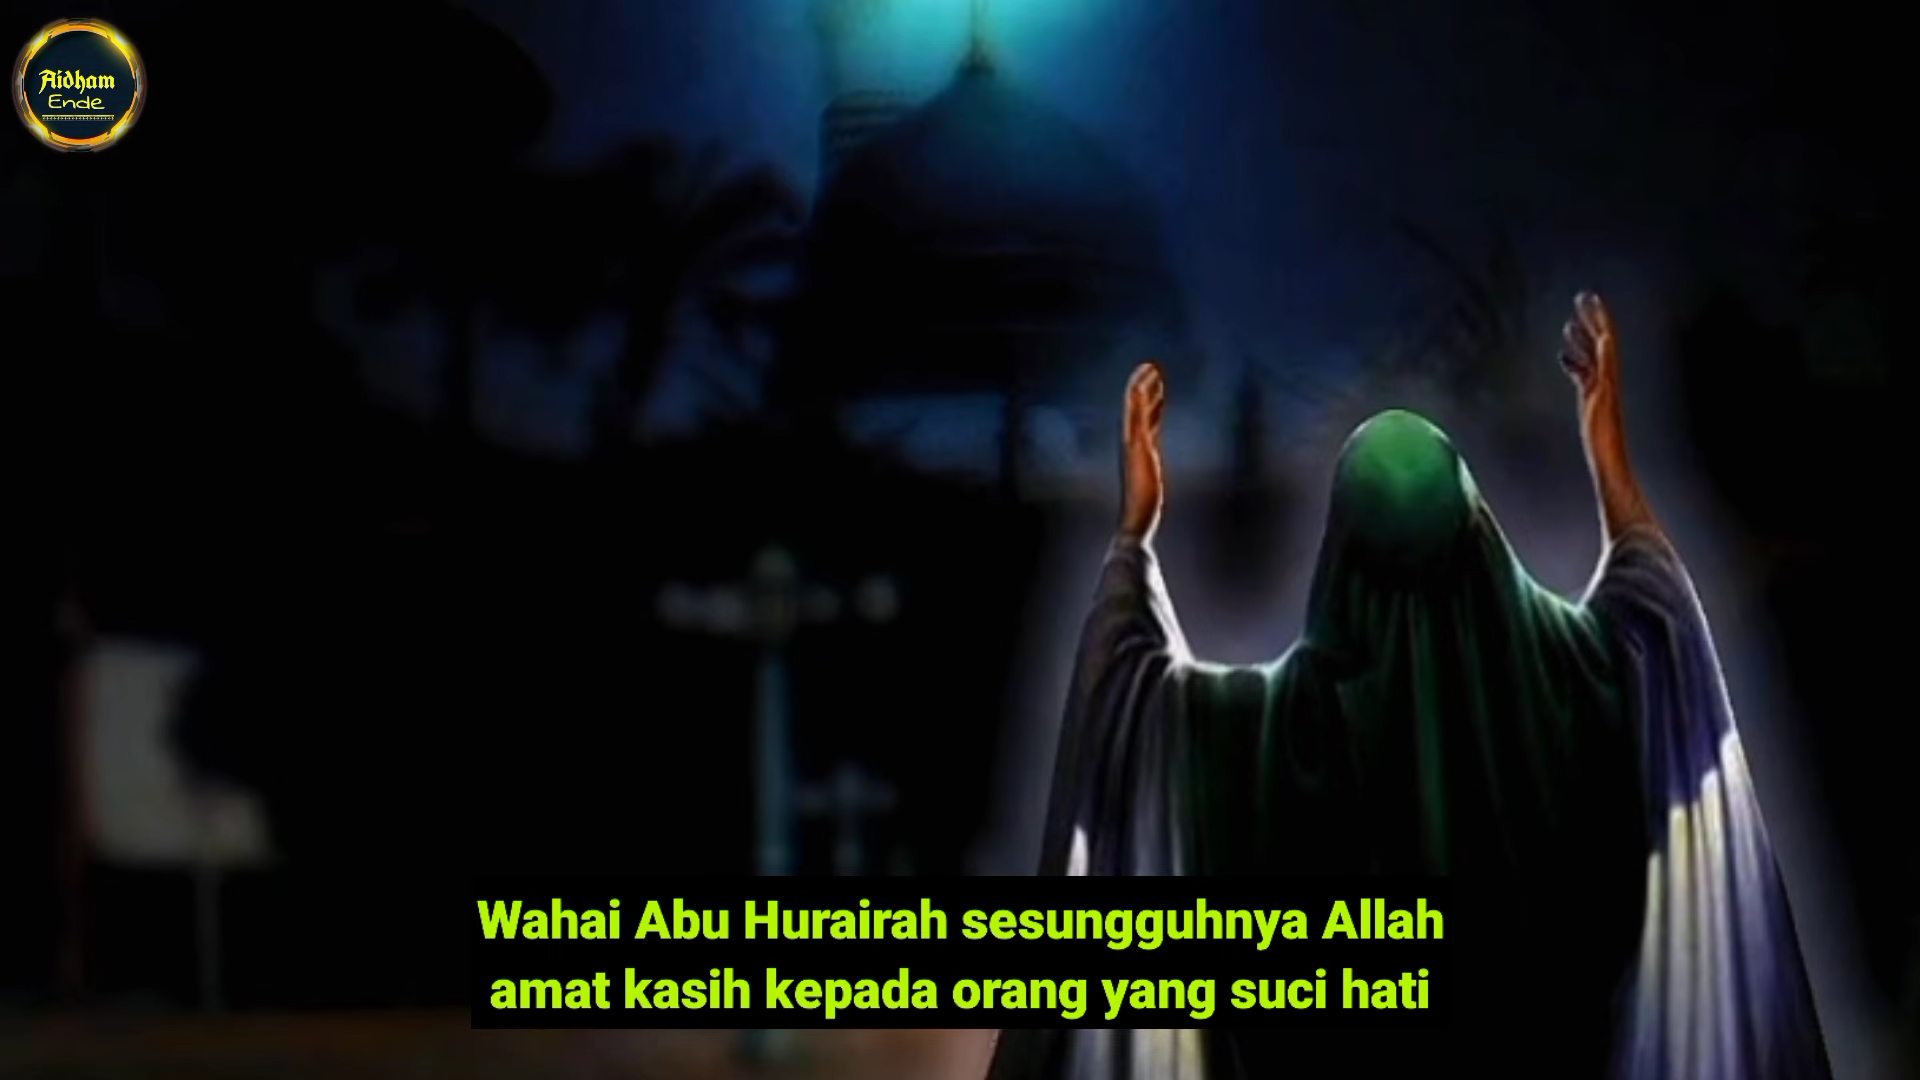 Aidham
Ende
Wahai Abu Hurairah sesungguhnya Allah
amat kasih kepada orang yang suci hati